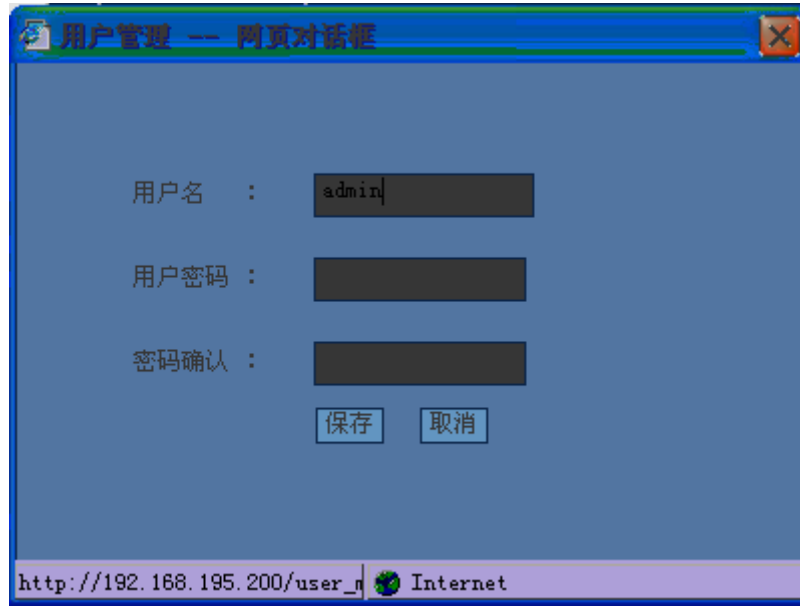 用户管理 -- 网页对话框
用户名 : admin
用户密码 :
密码确认 :
保存 取消
http://192.168.195.200/user_ Internet